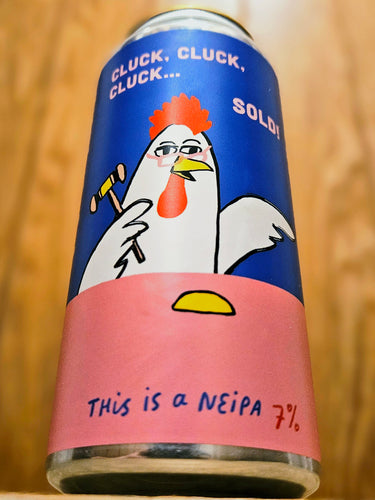 CLUCK, CLUCK,
CLUCK...
SOLD!
THiS iS a NEiPA 7%